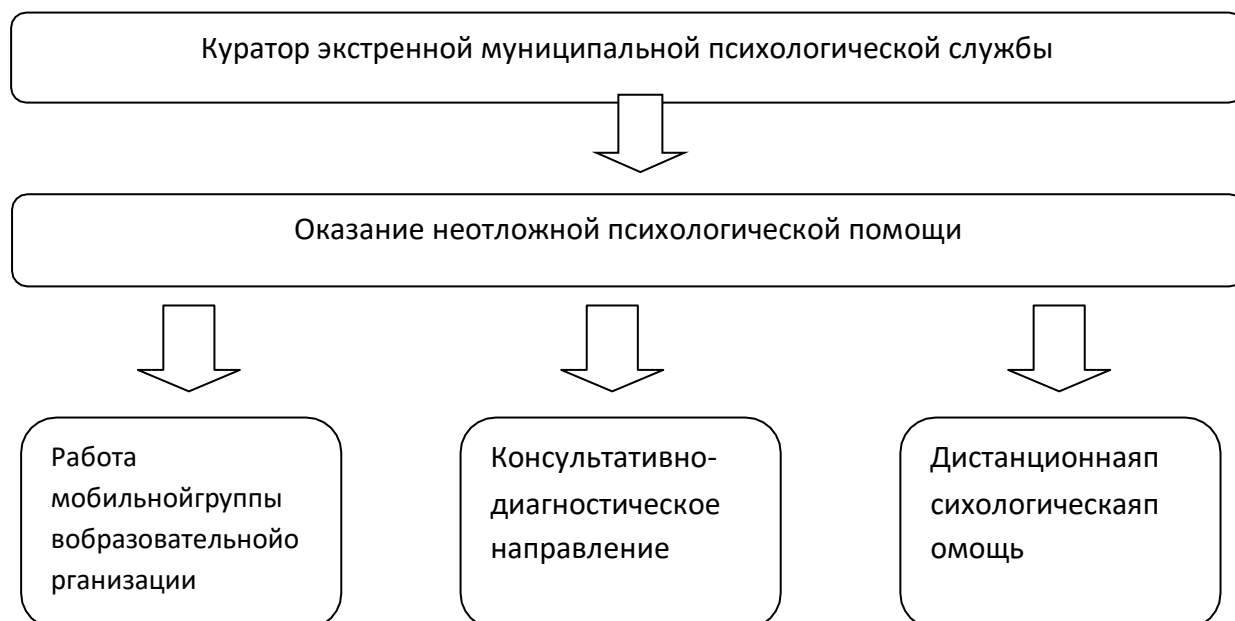 Куратор экстренной муниципальной психологической службы
Оказание неотложной психологической помощи
Работа
мобильнойгруппы
вобразовательнойо
рганизации
Консультативно-
диагностическое
направление
Дистанционнаяп
сихологическаяп
омощь